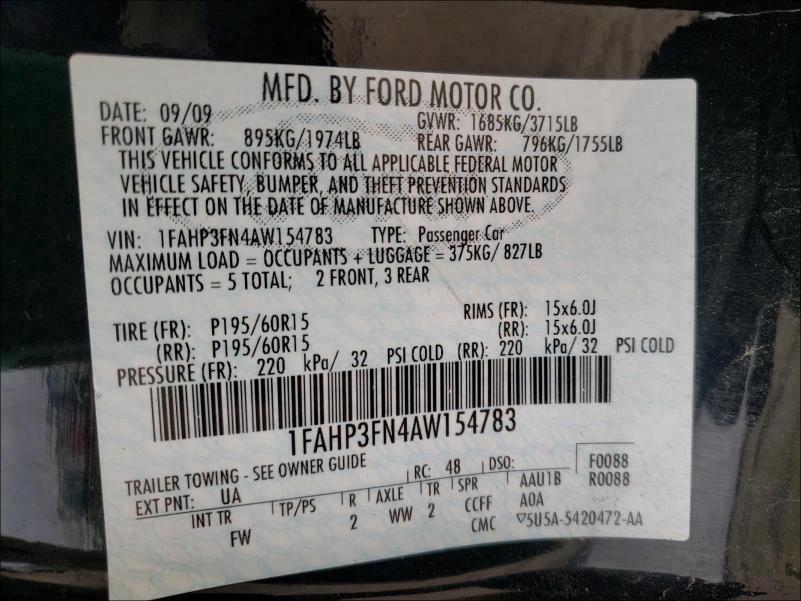 MFD. BY FORD MOTOR CO.
DATE: 09/09 GVWR: 1685KG/3715LB
FRONT GAWR: 895KG/1974LB REAR GAWR: 796KG/1755LB
THIS VEHICLE CONFORMS TO ALL APPLICABLE FEDERAL MOTOR
VEHICLE SAFETY, BUMPER, AND THEFT PREVENTION STANDARDS
IN EFFECT ON THE DATE OF MANUFACTURE SHOWN ABOVE.
VIN: 1FAHP3FN4AW154783 TYPE: Passenger Car
MAXIMUM LOAD = OCCUPANTS + LUGGAGE = 375KG/ 827LB
OCCUPANTS = 5 TOTAL; 2 FRONT, 3 REAR
TIRE (FR): P195/60R15 RIMS (FR): 15x6.0J
(RR): P195/60R15 (RR): 15x6.0J
PRESSURE (FR): 220 kPa/ 32 PSI COLD (RR): 220 kPa/ 32 PSI COLD
1FAHP3FN4AW154783
TRAILER TOWING - SEE OWNER GUIDE RC: 48 DSO: F0088
EXT PNT: UA R0088
INT TR TP/PS R AXLE TR SPR AAU1B
FW 2 WW 2 CCFF A0A
CMC ▽5U5A-5420472-AA